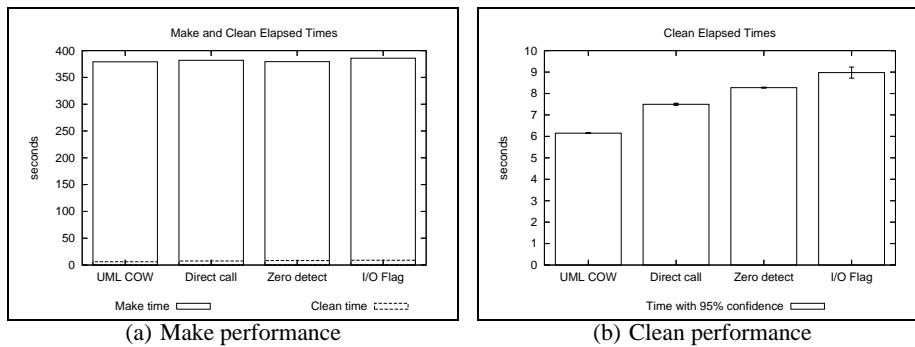 Make and Clean Elapsed Times
400
350
300
250
200
150
100
50
0
seconds
UML COW Direct call Zero detect I/O Flag
Make time Clean time
(a) Make performance
Clean Elapsed Times
10
9
8
7
6
5
4
3
2
1
0
seconds
UML COW Direct call Zero detect I/O Flag
Time with 95% confidence
(b) Clean performance